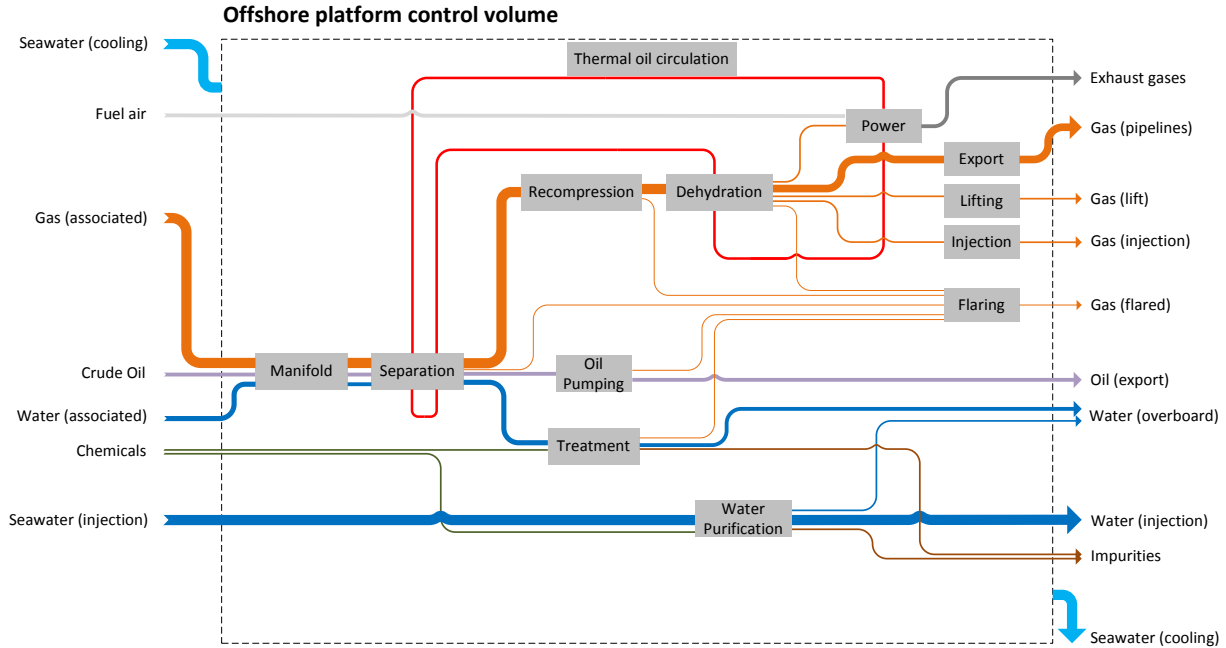 Offshore platform control volume
Seawater (cooling)
Thermal oil circulation
Exhaust gases
Fuel air
Power
Gas (pipelines)
Export
Recompression
Dehydration
Lifting
Gas (lift)
Gas (associated)
Injection
Gas (injection)
Flaring
Gas (flared)
Crude Oil
Manifold
Separation
Oil
Pumping
Oil (export)
Water (associated)
Water (overboard)
Chemicals
Treatment
Seawater (injection)
Water
Purification
Water (injection)
Impurities
Seawater (cooling)